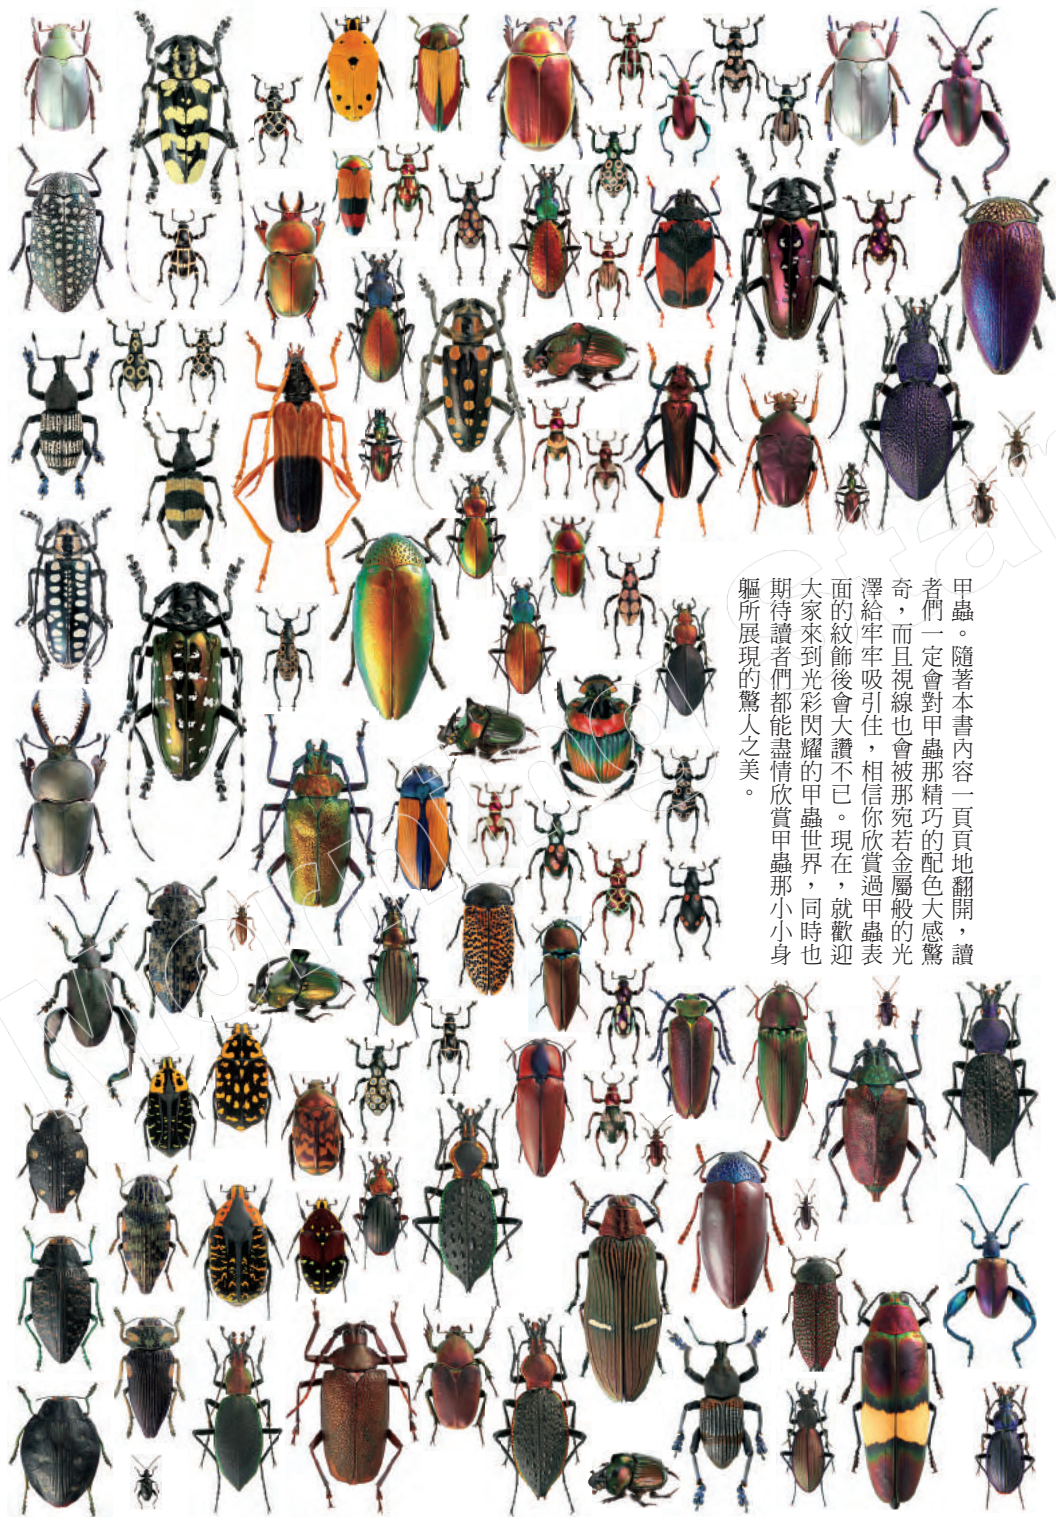 甲蟲。隨著本書內容一頁頁地翻開，讀
者們一定會對甲蟲那精巧的配色大感驚
奇，而且視線也會被那宛若金屬般的光
澤給牢牢吸引住，相信你欣賞過甲蟲表
面的紋飾後會大讚不已。現在，就歡迎
大家來到光彩閃耀的甲蟲世界，同時也
期待讀者們都能盡情欣賞甲蟲那小小身
軀所展現的驚人之美。
Morning Star